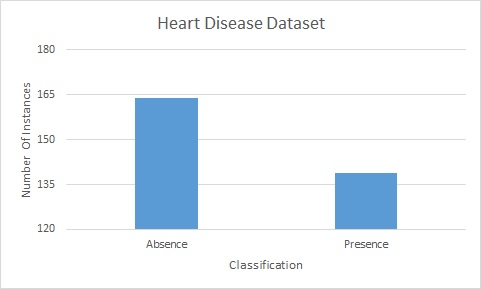 Heart Disease Dataset
180
165
150
135
120
Number Of Instances
Absence
Presence
Classification